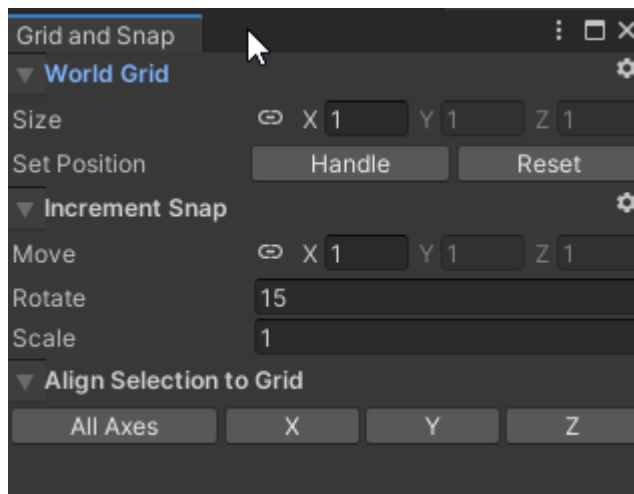 Grid and Snap
World Grid
Size X 1 Y 1 Z 1
Set Position Handle Reset
Increment Snap
Move X 1 Y 1 Z 1
Rotate 15
Scale 1
Align Selection to Grid
All Axes X Y Z